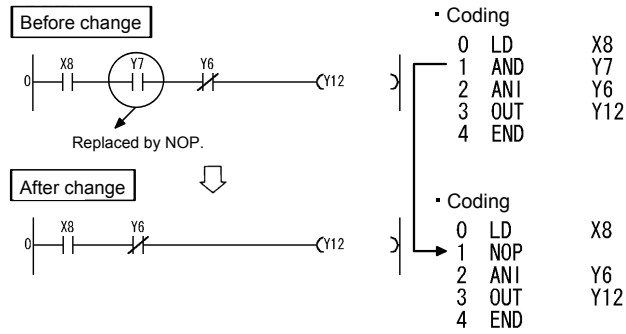 Before change
0 X8 Y7 Y6 Y12
Replaced by NOP.
After change
0 X8 Y6 Y12
▪ Coding
0 LD X8
1 AND Y7
2 ANI Y6
3 OUT Y12
4 END
▪ Coding
0 LD X8
1 NOP
2 ANI Y6
3 OUT Y12
4 END